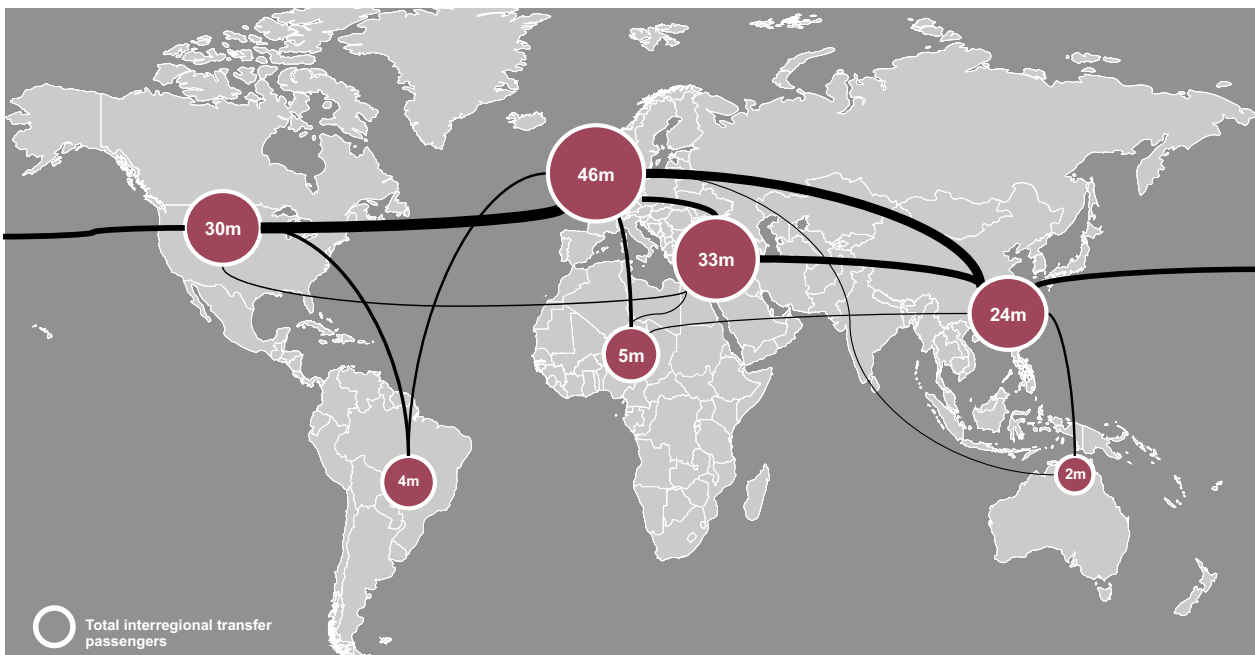 46m
30m
33m
24m
5m
4m
2m
Total interregional transfer
passengers